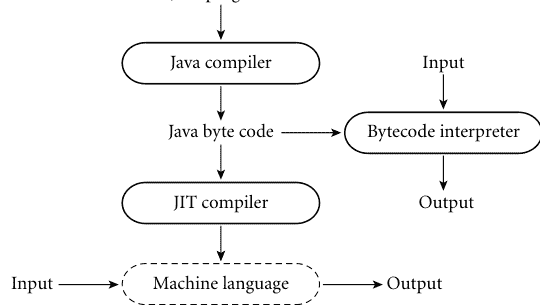 Java compiler
Input
Java byte code
Bytecode interpreter
JIT compiler
Output
Input
Machine language
Output